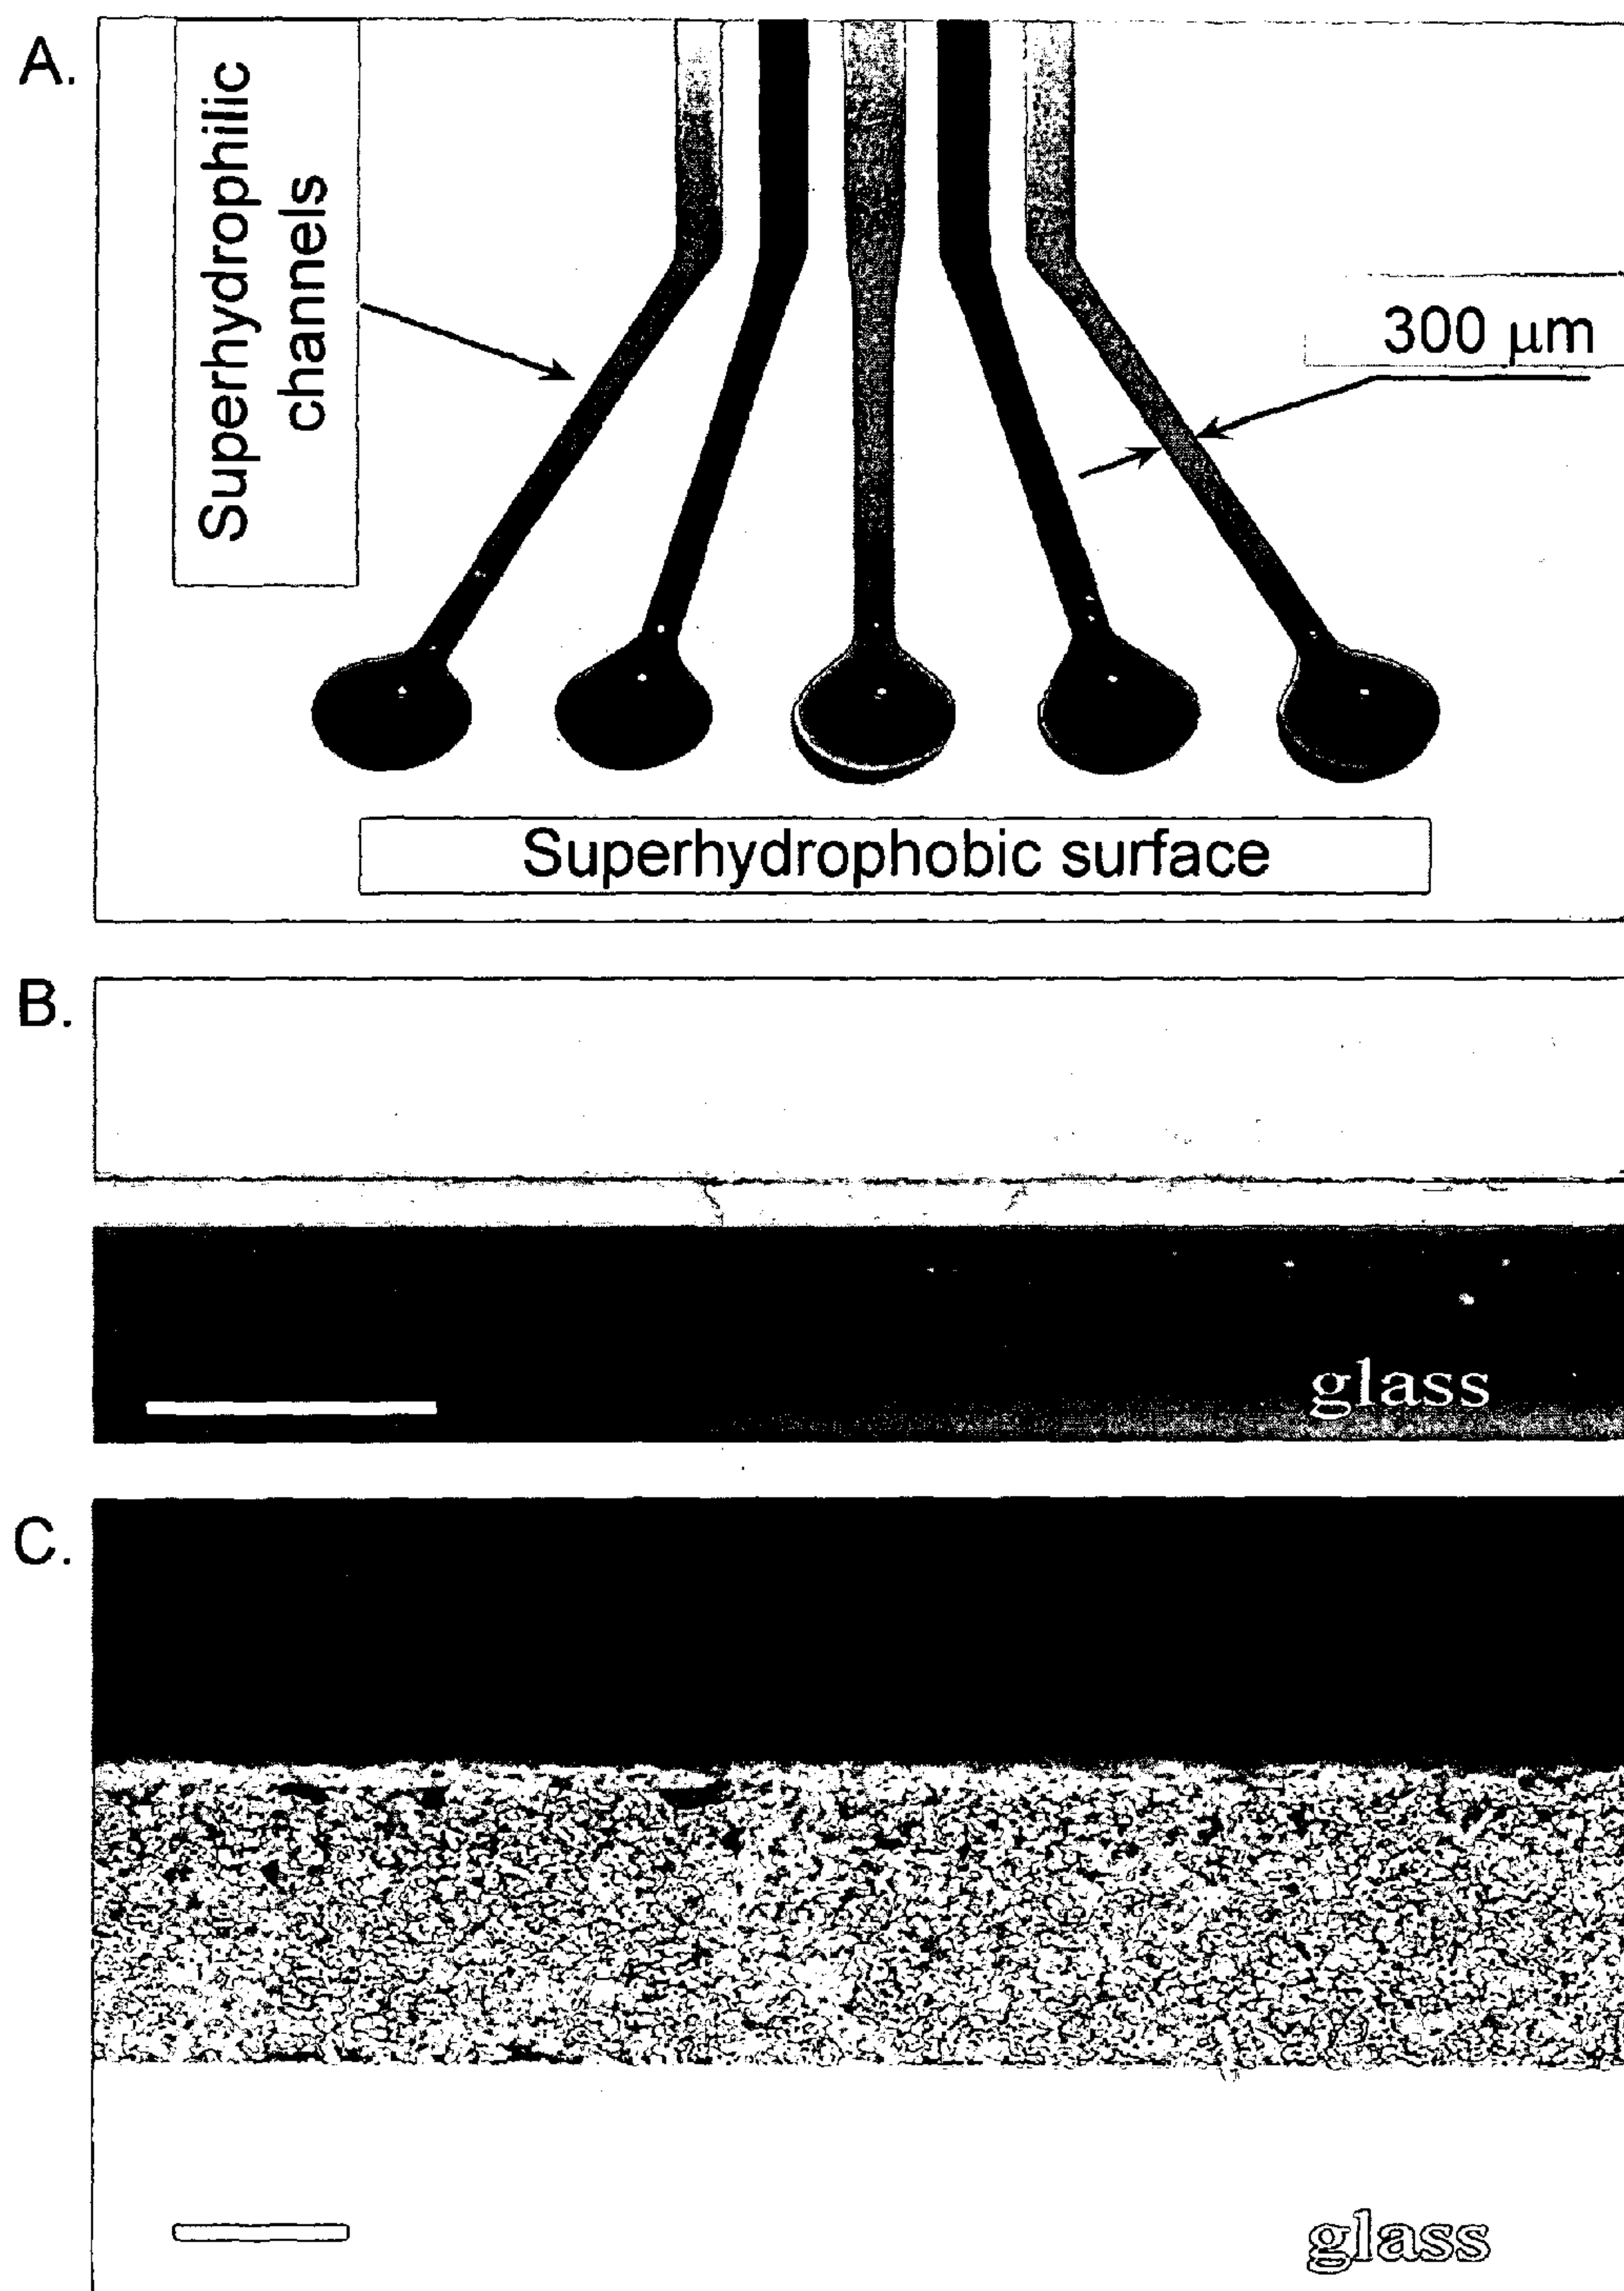 A.
Superhydrophilic
channels
300 μm
Superhydrophobic surface
B.
glass
C.
glass